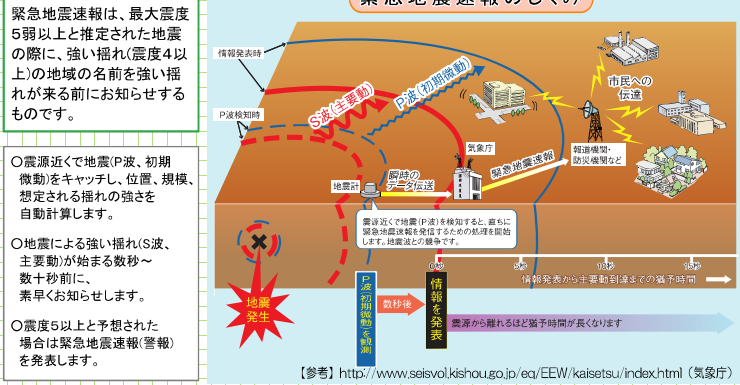 緊急地震速報のしくみ
緊急地震速報は、最大震度
5弱以上と推定された地震
の際に、強い揺れ(震度4以
上)の地域の名前を強い揺
れが来る前にお知らせする
ものです。
○震源近くで地震(P波、初期
微動)をキャッチし、位置、規模、
想定される揺れの強さを
自動計算します。
○地震による強い揺れ(S波、
主要動)が始まる数秒~
数十秒前に、
素早くお知らせします。
○震度5以上と予想された
場合は緊急地震速報(警報)
を発表します。
情報発表時
P波検知時
S波(主要動)
P波(初期微動)
市民への
伝達
気象庁
緊急地震速報
報道機関・
防災機関など
地震計
瞬時の
データ伝送
震源近くで地震(P波)を検知すると、直ちに
緊急地震速報を発信するための処理を開始
します。地震波との競争です。
0秒
5秒
10秒
15秒
情報発表から主要動到達までの猶予時間
地震
発生
P波(初期微動)を観測
数秒後
情報を発表
震源から離れるほど猶予時間が長くなります
【参考】 http://www.seisvol.kishou.go.jp/eq/EEW/kaisetsu/index.html (気象庁)